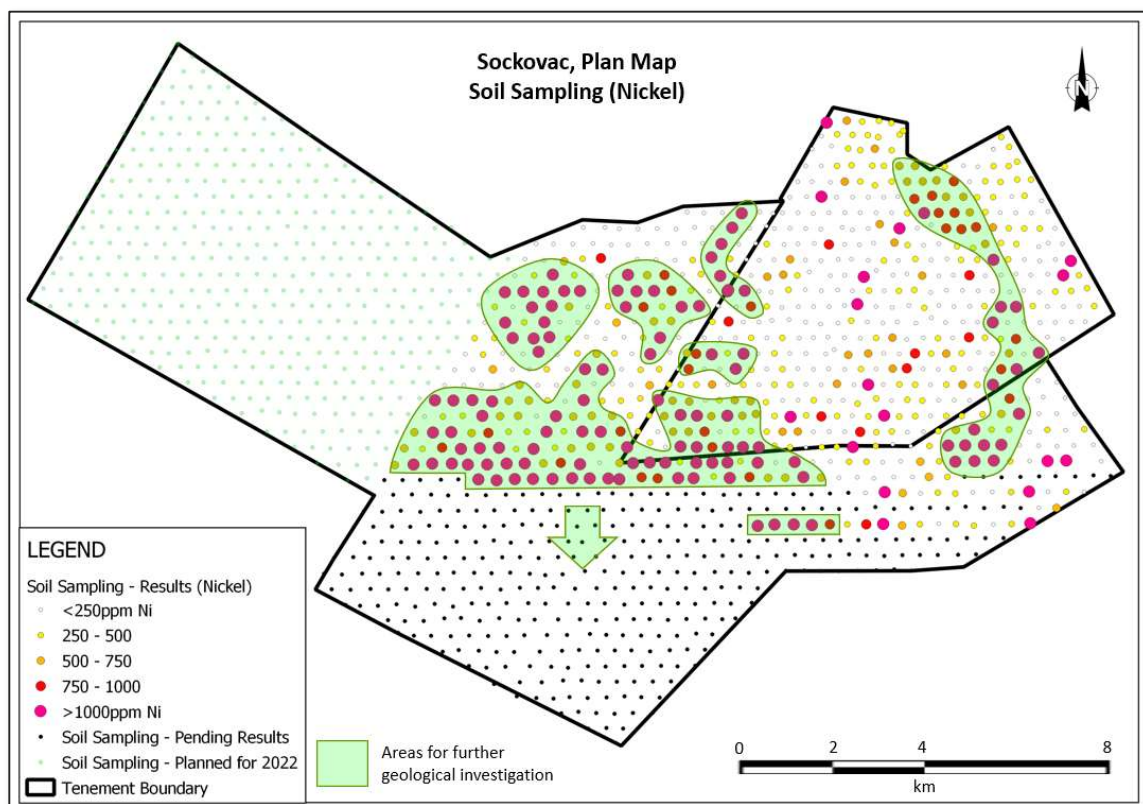 Sockovac, Plan Map
Soil Sampling (Nickel)
N
LEGEND
Soil Sampling - Results (Nickel)
<250ppm Ni
250 - 500
500 - 750
750 - 1000
>1000ppm Ni
Soil Sampling - Pending Results
Soil Sampling - Planned for 2022
Tenement Boundary
Areas for further
geological investigation
0 2 4 8
km